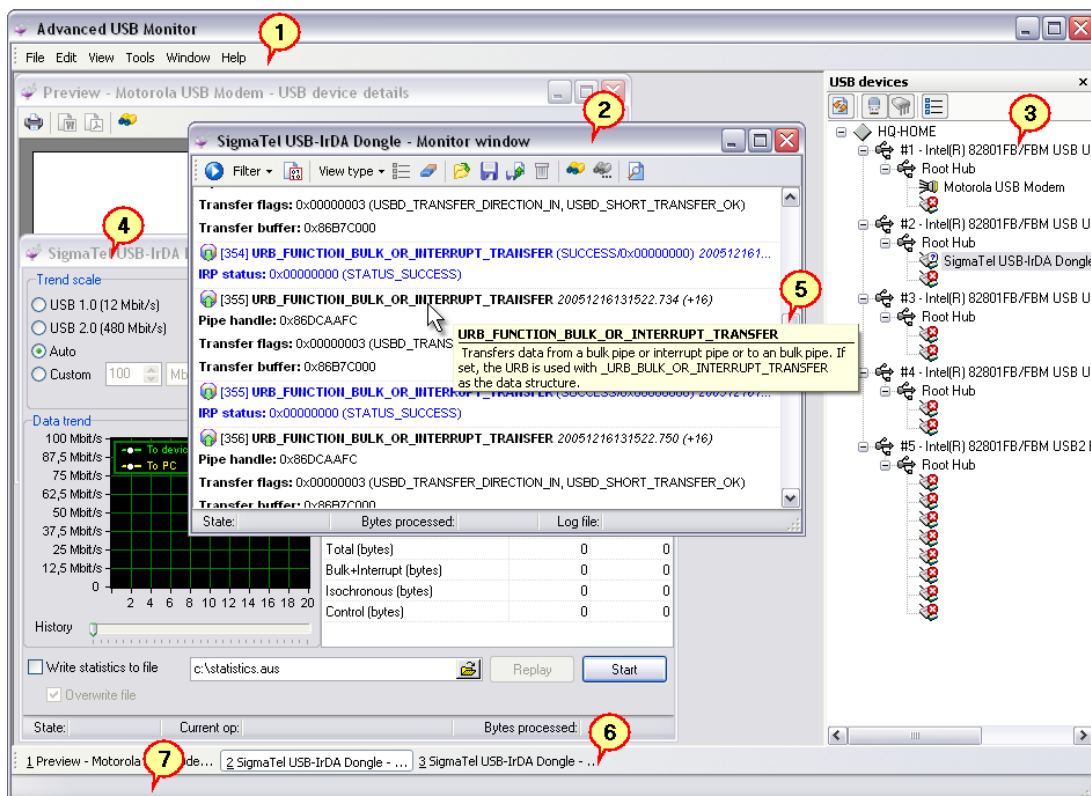 Advanced USB Monitor
1
File Edit View Tools Window Help
Preview - Motorola USB Modem - USB device details
2
SigmaTel USB-IrDA Dongle - Monitor window
Filter View type
Transfer flags: 0x00000003 (USBD_TRANSFER_DIRECTION_IN, USBD_SHORT_TRANSFER_OK)
Transfer buffer: 0x86B7C000
[354] URB_FUNCTION_BULK_OR_INTERRUPT_TRANSFER (SUCCESS/0x00000000) 200512161...
IRP status: 0x00000000 (STATUS_SUCCESS)
[355] URB_FUNCTION_BULK_OR_INTERRUPT_TRANSFER 20051216131522.734 (+16)
Pipe handle: 0x86DCAAFC
Transfer flags: 0x00000003 (USBD_TRANS
Transfer buffer: 0x86B7C000
[355] URB_FUNCTION_BULK_OR_INTERRUPT_TRANSFER (SUCCESS/0x00000000) 200512161...
IRP status: 0x00000000 (STATUS_SUCCESS)
[356] URB_FUNCTION_BULK_OR_INTERRUPT_TRANSFER 20051216131522.750 (+16)
Pipe handle: 0x86DCAAFC
Transfer flags: 0x00000003 (USBD_TRANSFER_DIRECTION_IN, USBD_SHORT_TRANSFER_OK)
Transfer buffer: 0x86B7C000
State: Bytes processed: Log file:
5
URB_FUNCTION_BULK_OR_INTERRUPT_TRANSFER
Transfers data from a bulk pipe or interrupt pipe or to an bulk pipe. If
set, the URB is used with _URB_BULK_OR_INTERRUPT_TRANSFER
as the data structure.
4
SigmaTel USB-IrDA
Trend scale
USB 1.0 (12 Mbit/s)
USB 2.0 (480 Mbit/s)
Auto
Custom 100 Mb
Data trend
100 Mbit/s
87,5 Mbit/s
75 Mbit/s
62,5 Mbit/s
50 Mbit/s
37,5 Mbit/s
25 Mbit/s
12,5 Mbit/s
0
To devic
To PC
2 4 6 8 10 12 14 16 18 20
History
Total (bytes) 0 0
Bulk+Interrupt (bytes) 0 0
Isochronous (bytes) 0 0
Control (bytes) 0 0
Write statistics to file c:\statistics.aus Replay Start
Overwrite file
State: Current op: Bytes processed:
6
7
1 Preview - Motorola de... 2 SigmaTel USB-IrDA Dongle - ... 3 SigmaTel USB-IrDA Dongle - ...
USB devices
3
HQ-HOME
#1 - Intel(R) 82801FB/FBM USB U
Root Hub
Motorola USB Modem
#2 - Intel(R) 82801FB/FBM USB U
Root Hub
SigmaTel USB-IrDA Dongle
#3 - Intel(R) 82801FB/FBM USB U
Root Hub
#4 - Intel(R) 82801FB/FBM USB U
Root Hub
#5 - Intel(R) 82801FB/FBM USB2 E
Root Hub